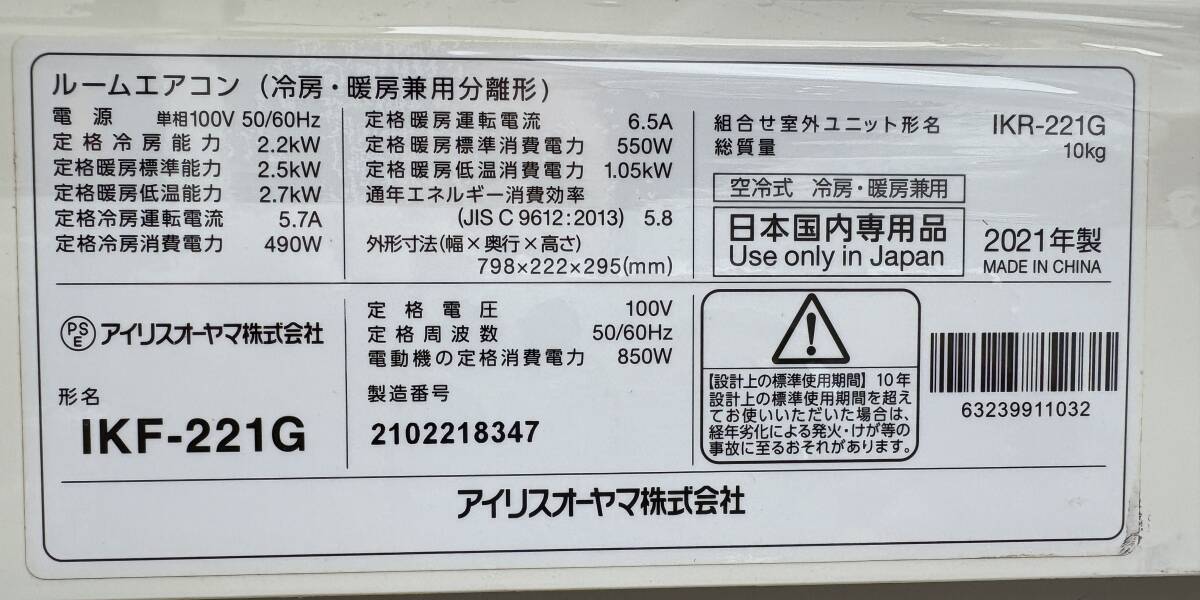 ルームエアコン (冷房・暖房兼用分離形)
電源 単相100V 50/60Hz
定格冷房能力 2.2kW
定格暖房標準能力 2.5kW
定格暖房低温能力 2.7kW
定格冷房運転電流 5.7A
定格冷房消費電力 490W
定格暖房運転電流 6.5A
定格暖房標準消費電力 550W
定格暖房低温消費電力 1.05kW
通年エネルギー消費効率
(JIS C 9612:2013) 5.8
外形寸法(幅×奥行×高さ)
798×222×295(mm)
組合せ室外ユニット形名 IKR-221G
総質量 10kg
空冷式 冷房・暖房兼用
日本国内専用品
Use only in Japan
2021年製
MADE IN CHINA
PSE アイリスオーヤマ株式会社
形名
IKF-221G
定格電圧 100V
定格周波数 50/60Hz
電動機の定格消費電力 850W
製造番号
2102218347
【設計上の標準使用期間】10年
設計上の標準使用期間を超え
てお使いいただいた場合は、
経年劣化による発火・けが等の
事故に至るおそれがあります。
63239911032
アイリスオーヤマ株式会社